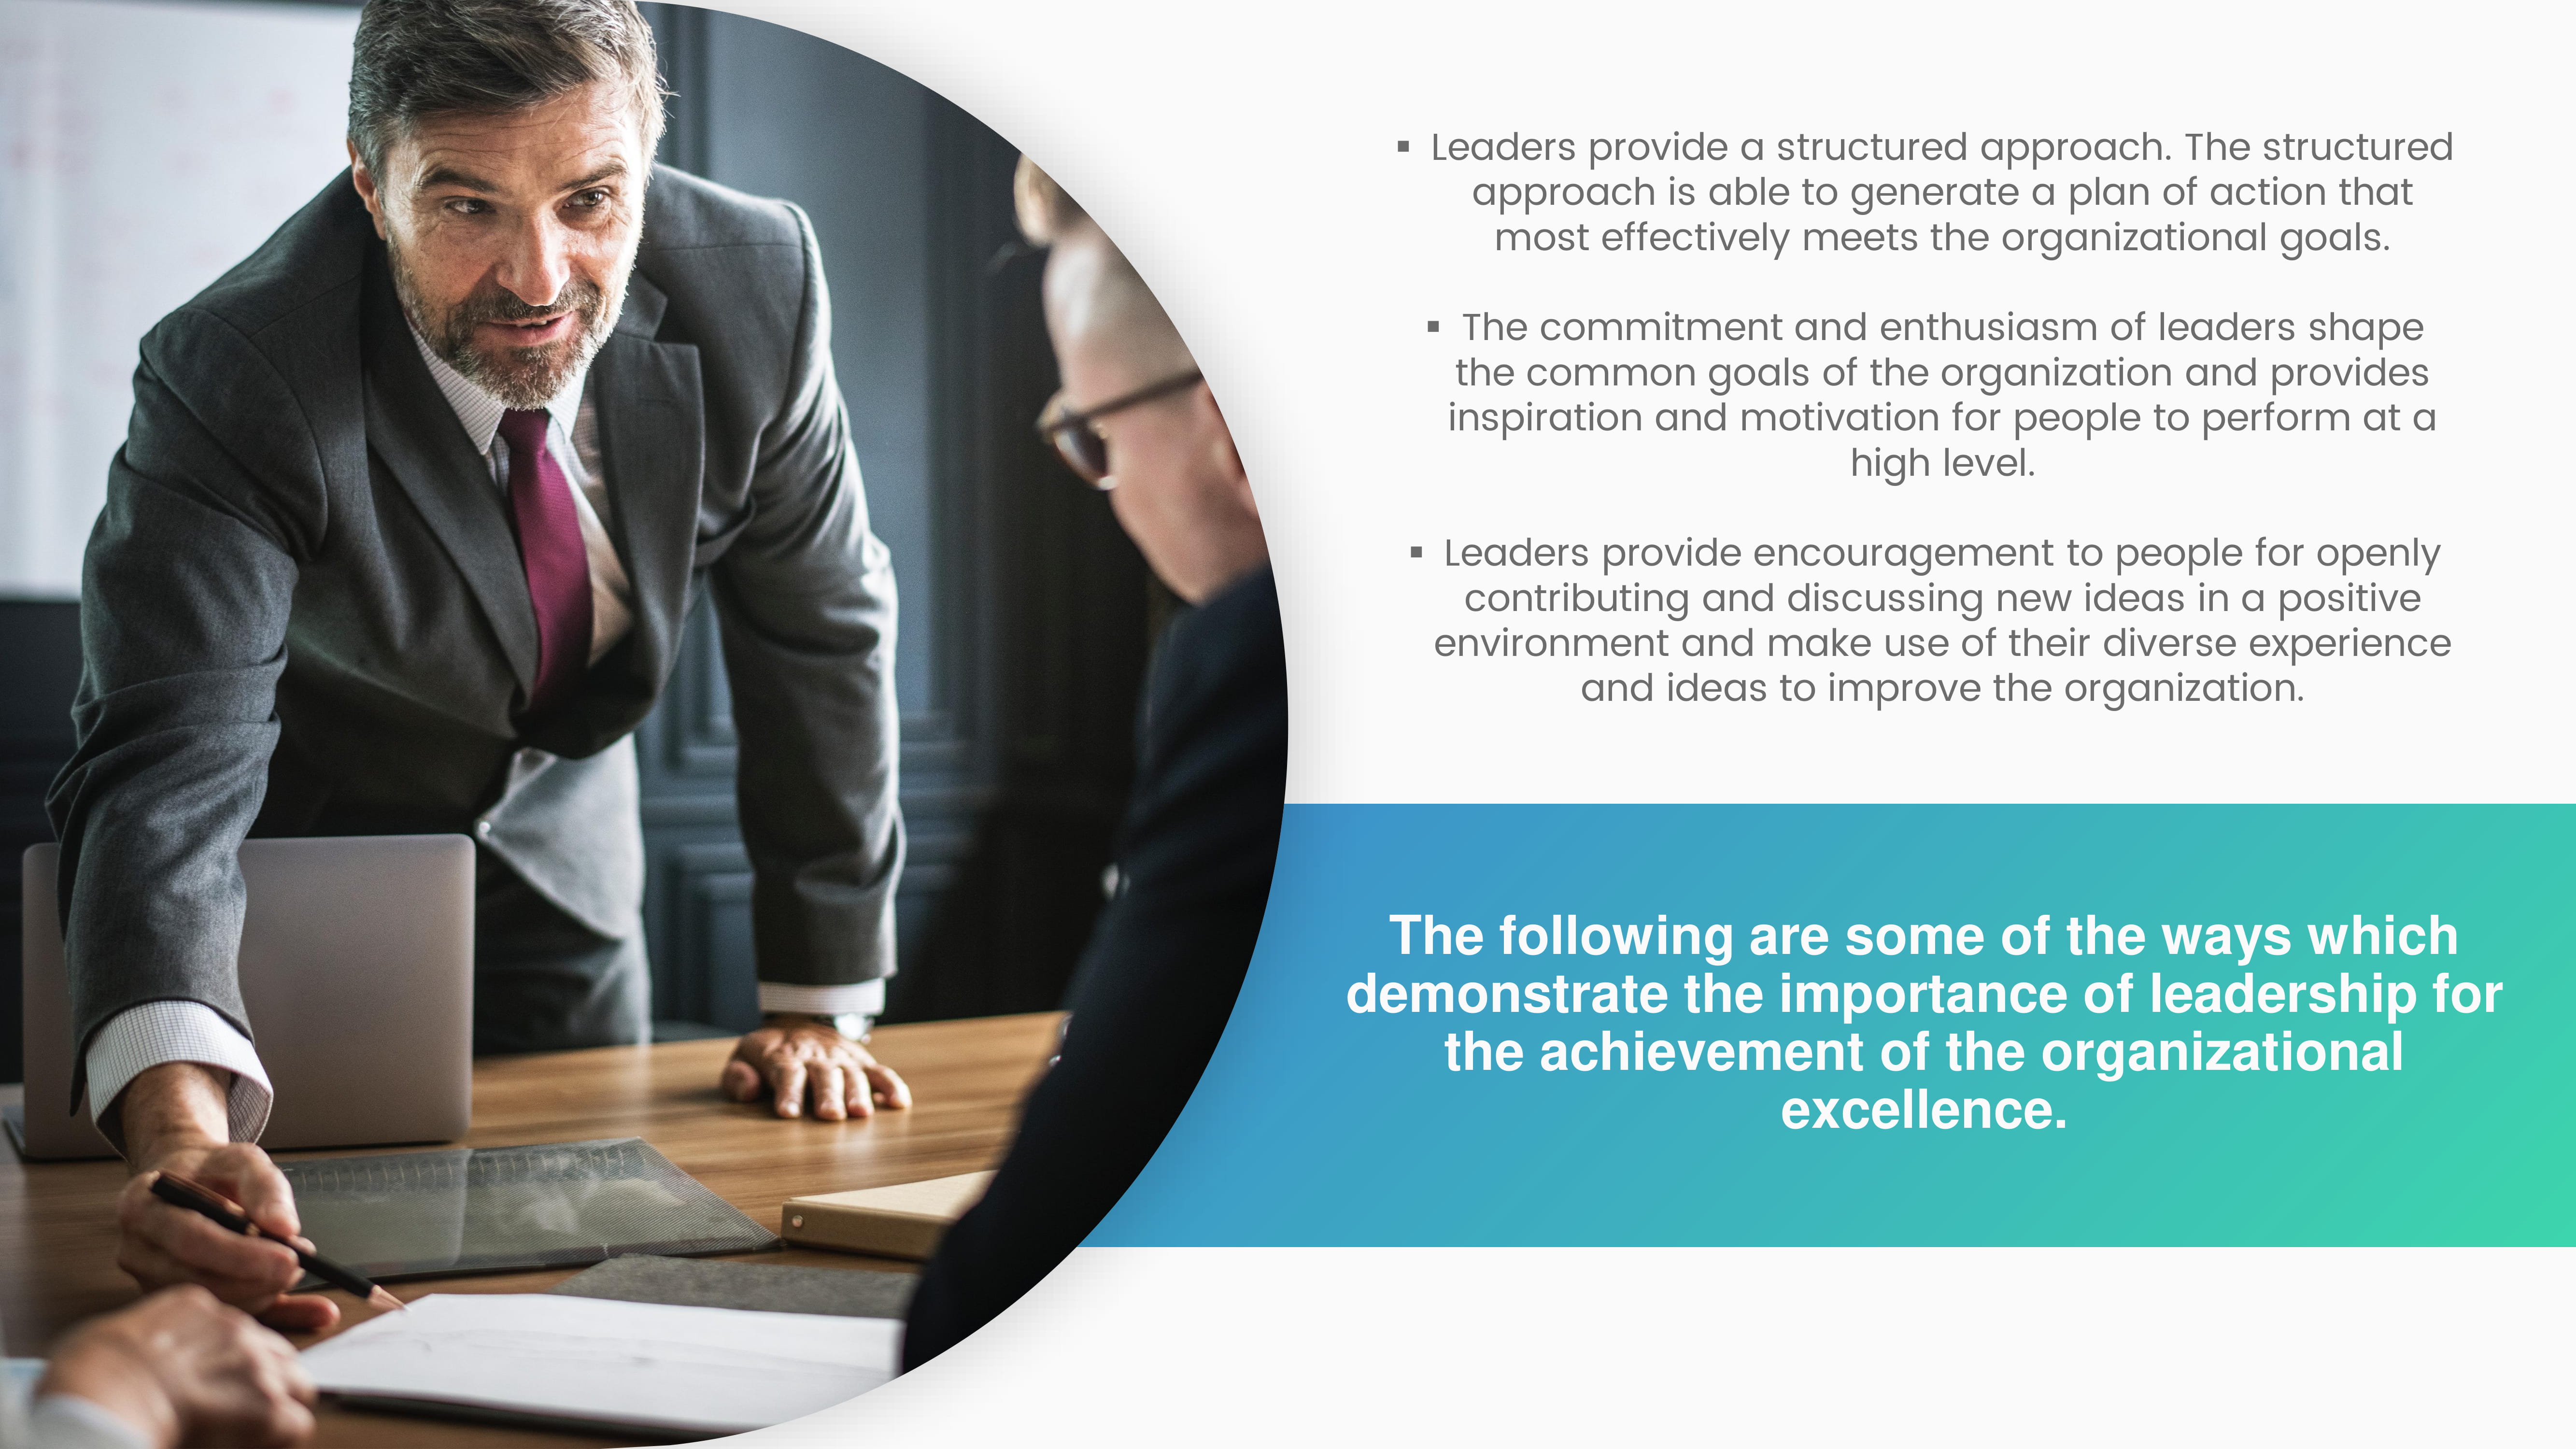 ▪ Leaders provide a structured approach. The structured
approach is able to generate a plan of action that
most effectively meets the organizational goals.
▪ The commitment and enthusiasm of leaders shape
the common goals of the organization and provides
inspiration and motivation for people to perform at a
high level.
▪ Leaders provide encouragement to people for openly
contributing and discussing new ideas in a positive
environment and make use of their diverse experience
and ideas to improve the organization.
The following are some of the ways which
demonstrate the importance of leadership for
the achievement of the organizational
excellence.